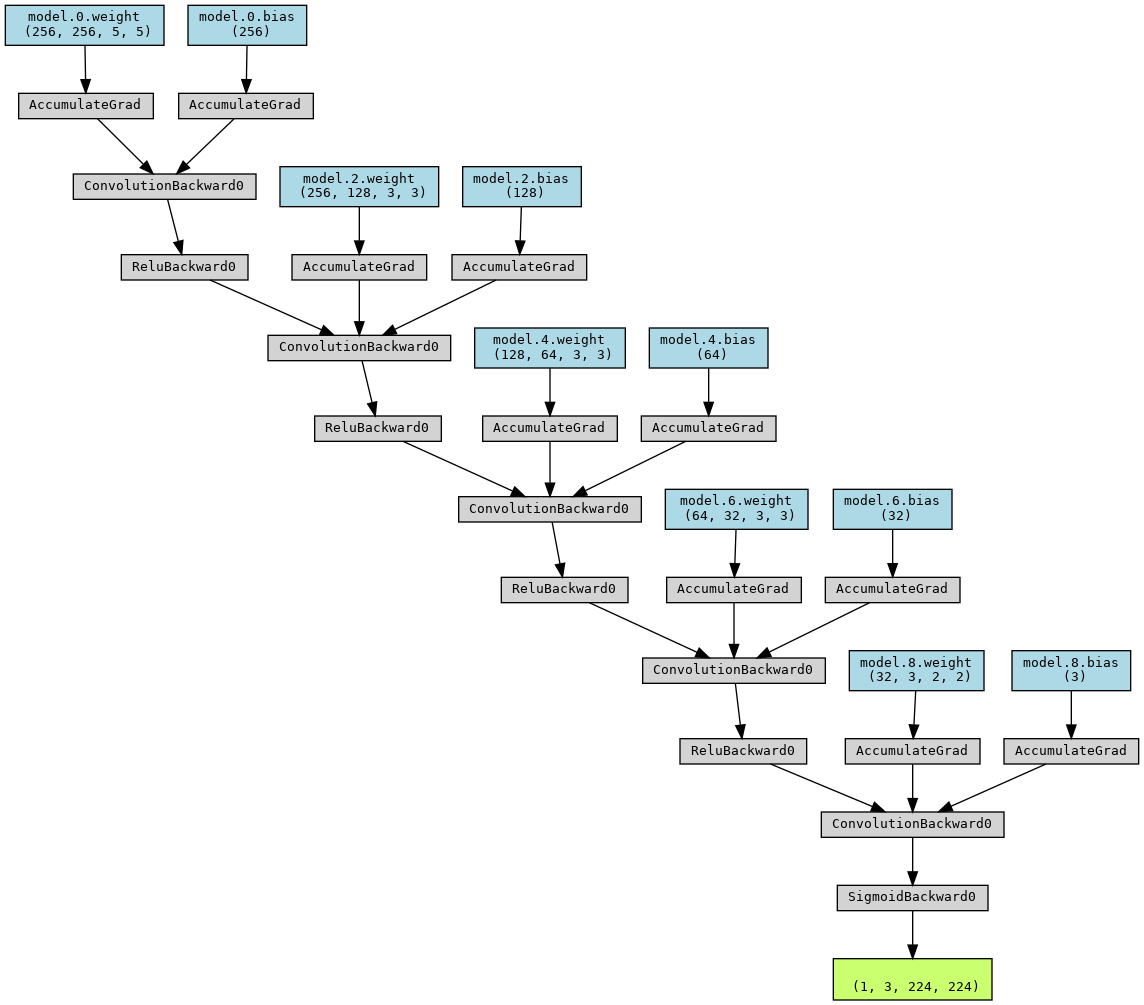 model.0.weight
(256, 256, 5, 5)
model.0.bias
(256)
AccumulateGrad
AccumulateGrad
ConvolutionBackward0
model.2.weight
(256, 128, 3, 3)
model.2.bias
(128)
ReluBackward0
AccumulateGrad
AccumulateGrad
ConvolutionBackward0
model.4.weight
(128, 64, 3, 3)
model.4.bias
(64)
ReluBackward0
AccumulateGrad
AccumulateGrad
ConvolutionBackward0
model.6.weight
(64, 32, 3, 3)
model.6.bias
(32)
ReluBackward0
AccumulateGrad
AccumulateGrad
ConvolutionBackward0
model.8.weight
(32, 3, 2, 2)
model.8.bias
(3)
ReluBackward0
AccumulateGrad
AccumulateGrad
ConvolutionBackward0
SigmoidBackward0
(1, 3, 224, 224)